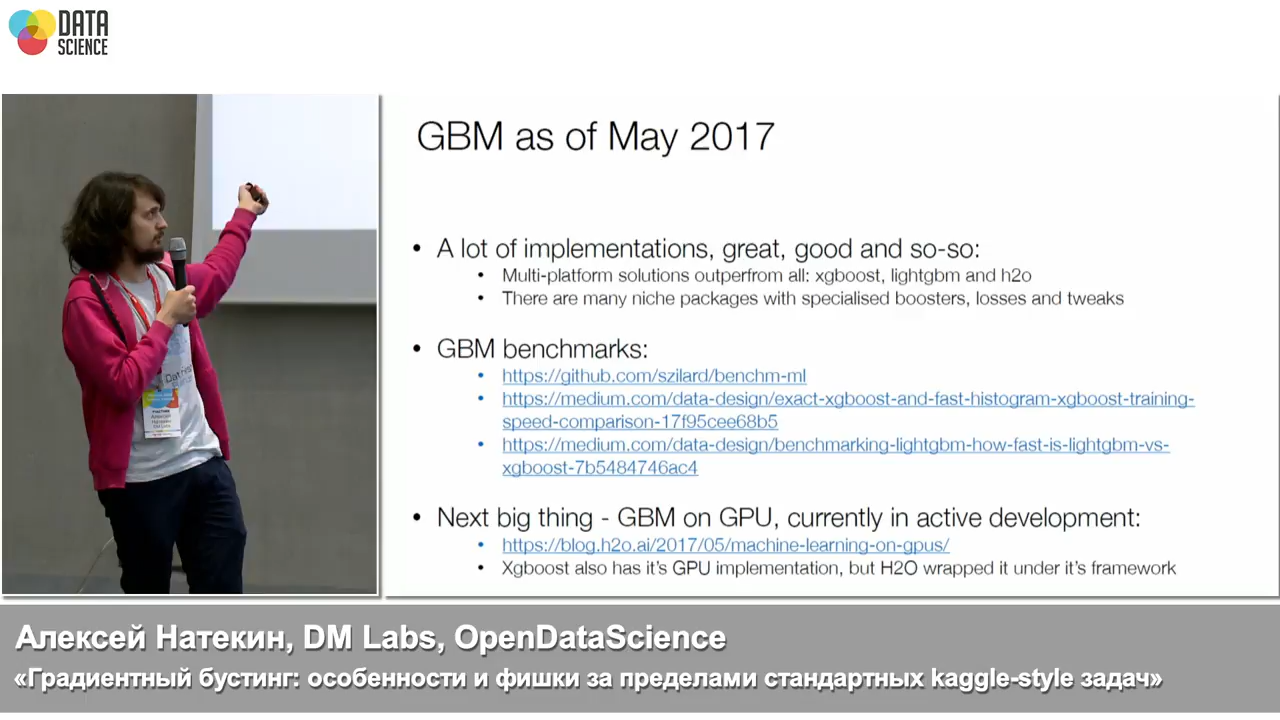 DATA
SCIENCE
GBM as of May 2017
• A lot of implementations, great, good and so-so:
• Multi-platform solutions outperfrom all: xgboost, lightgbm and h2o
• There are many niche packages with specialised boosters, losses and tweaks
• GBM benchmarks:
• https://github.com/szilard/benchm-ml
• https://medium.com/data-design/exact-xgboost-and-fast-histogram-xgboost-training-
speed-comparison-17f95cee68b5
• https://medium.com/data-design/benchmarking-lightgbm-how-fast-is-lightgbm-vs-
xgboost-7b5484746ac4
• Next big thing - GBM on GPU, currently in active development:
• https://blog.h2o.ai/2017/05/machine-learning-on-gpus/
• Xgboost also has it's GPU implementation, but H2O wrapped it under it's framework
Алексей Натекин, DM Labs, OpenDataScience
«Градиентный бустинг: особенности и фишки за пределами стандартных kaggle-style задач»